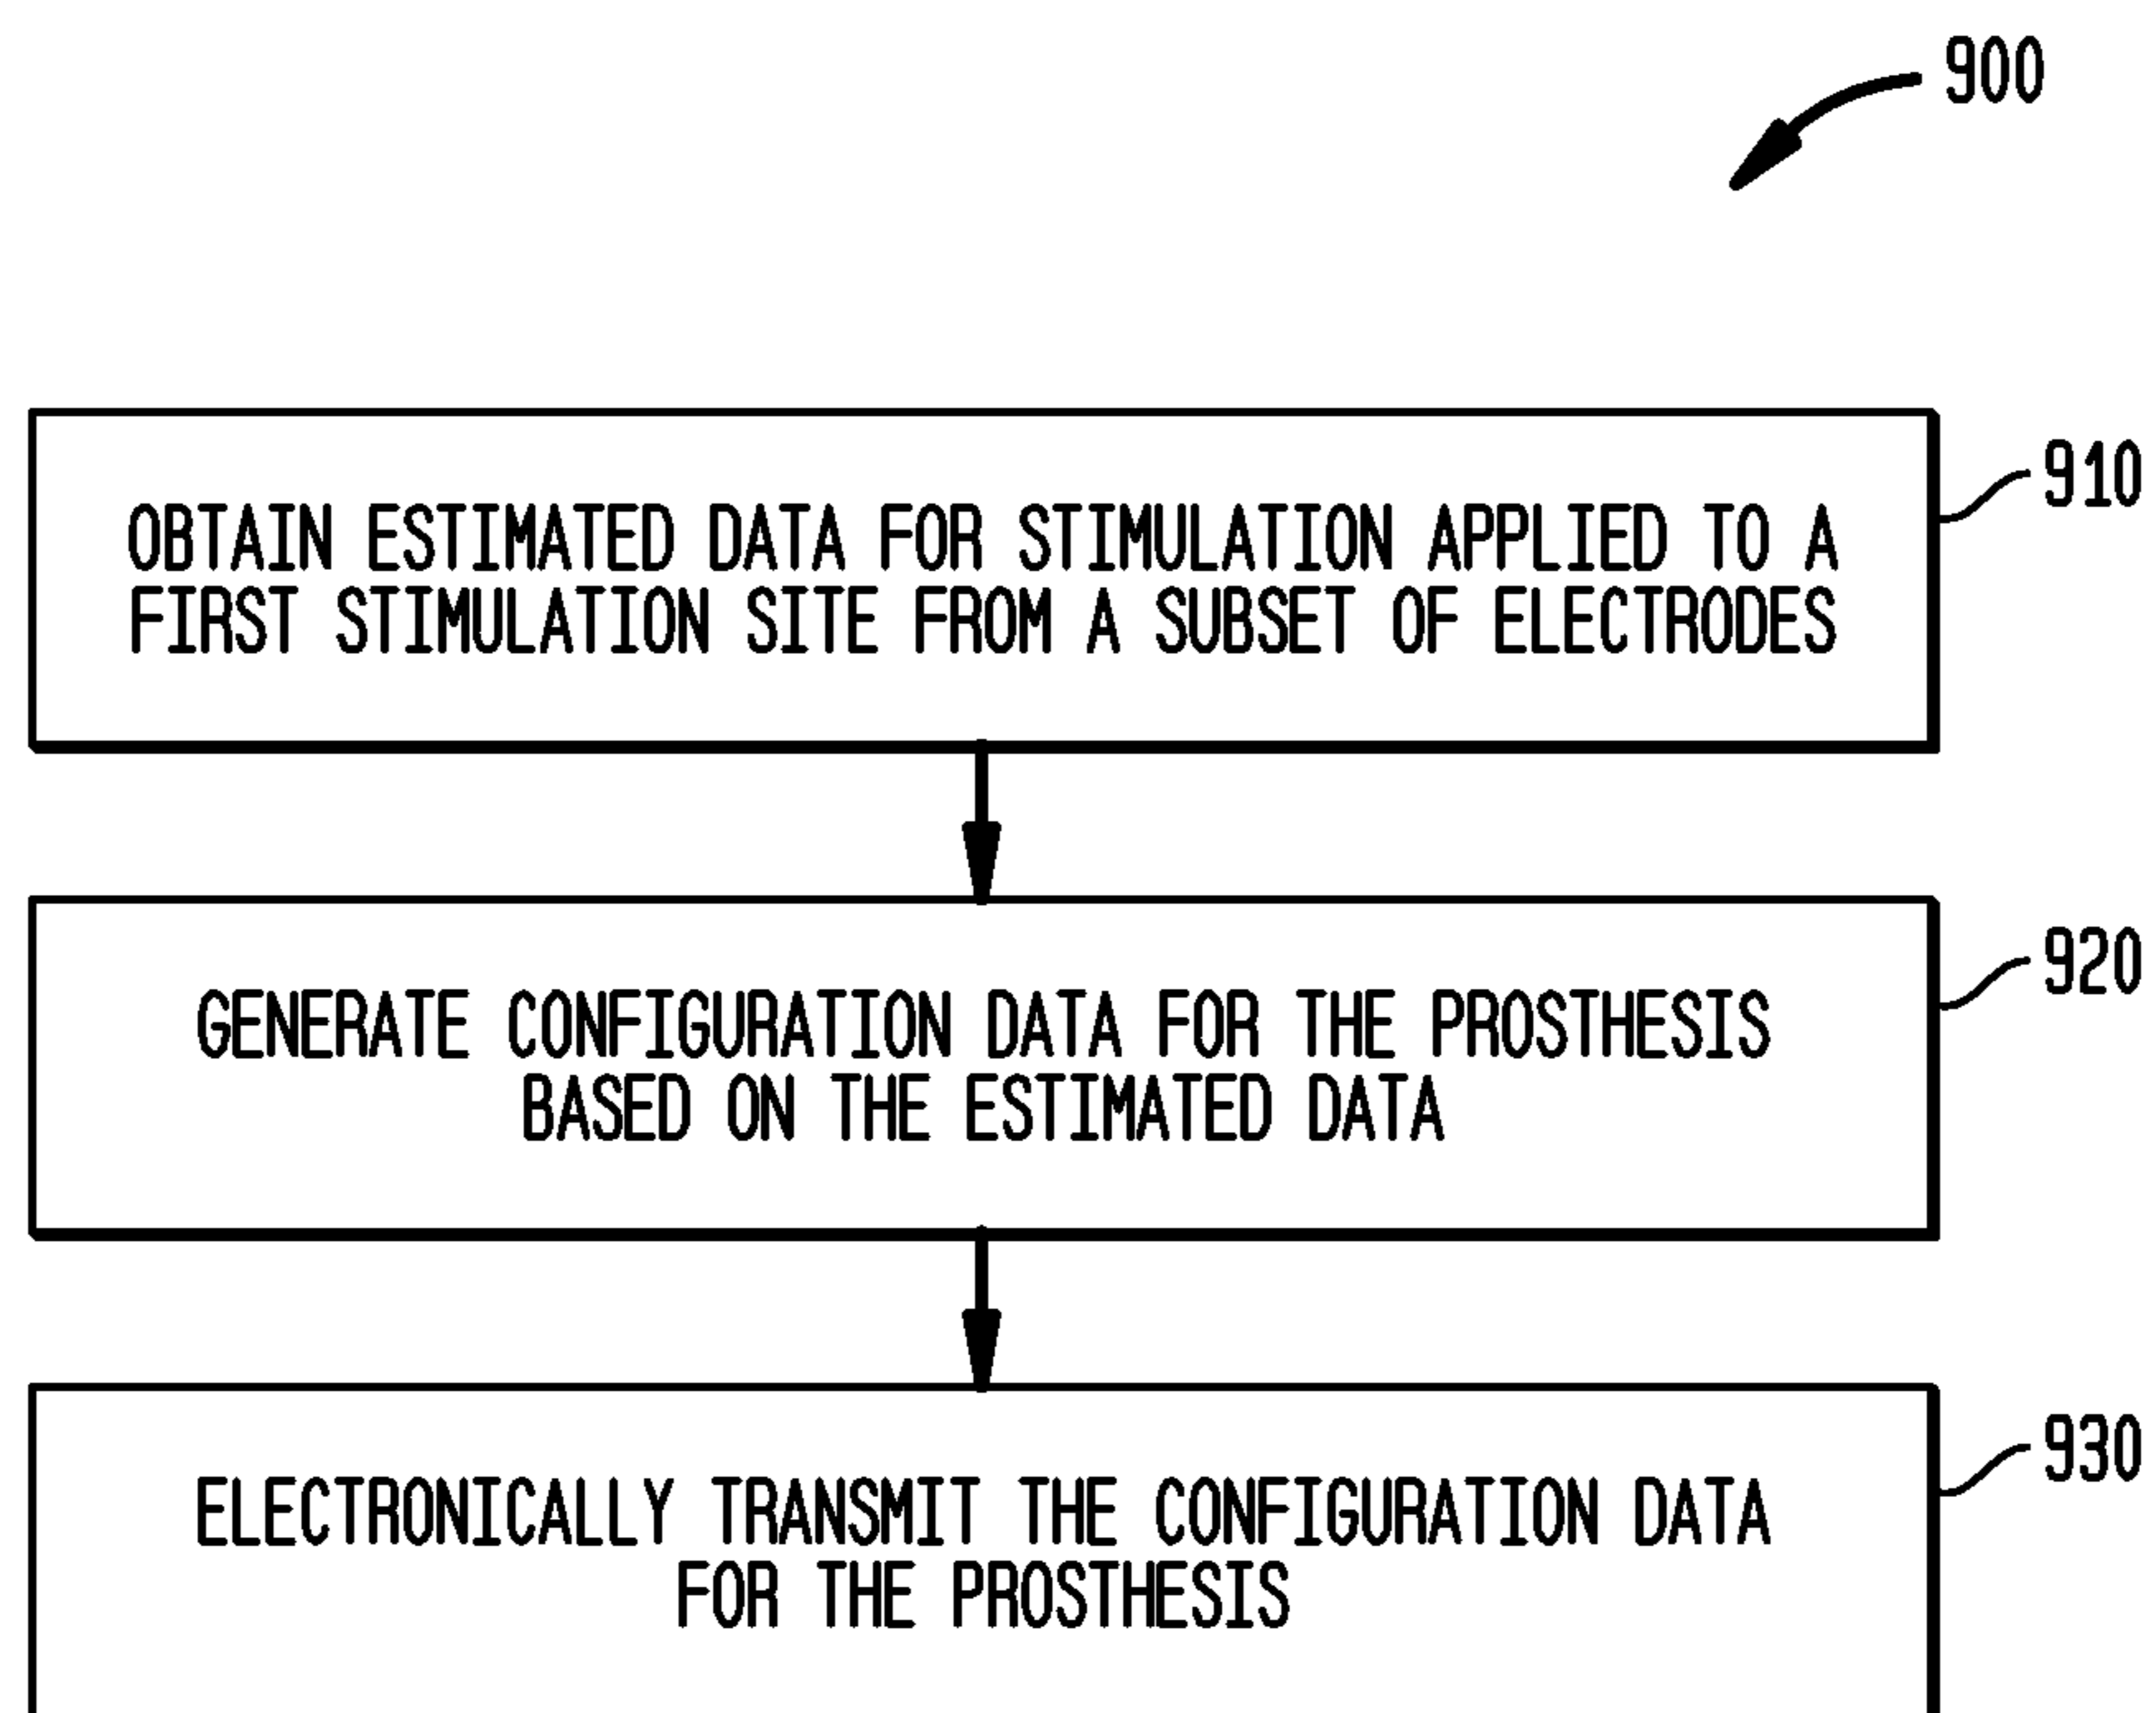 900
910
OBTAIN ESTIMATED DATA FOR STIMULATION APPLIED TO A
FIRST STIMULATION SITE FROM A SUBSET OF ELECTRODES
920
GENERATE CONFIGURATION DATA FOR THE PROSTHESIS
BASED ON THE ESTIMATED DATA
930
ELECTRONICALLY TRANSMIT THE CONFIGURATION DATA
FOR THE PROSTHESIS